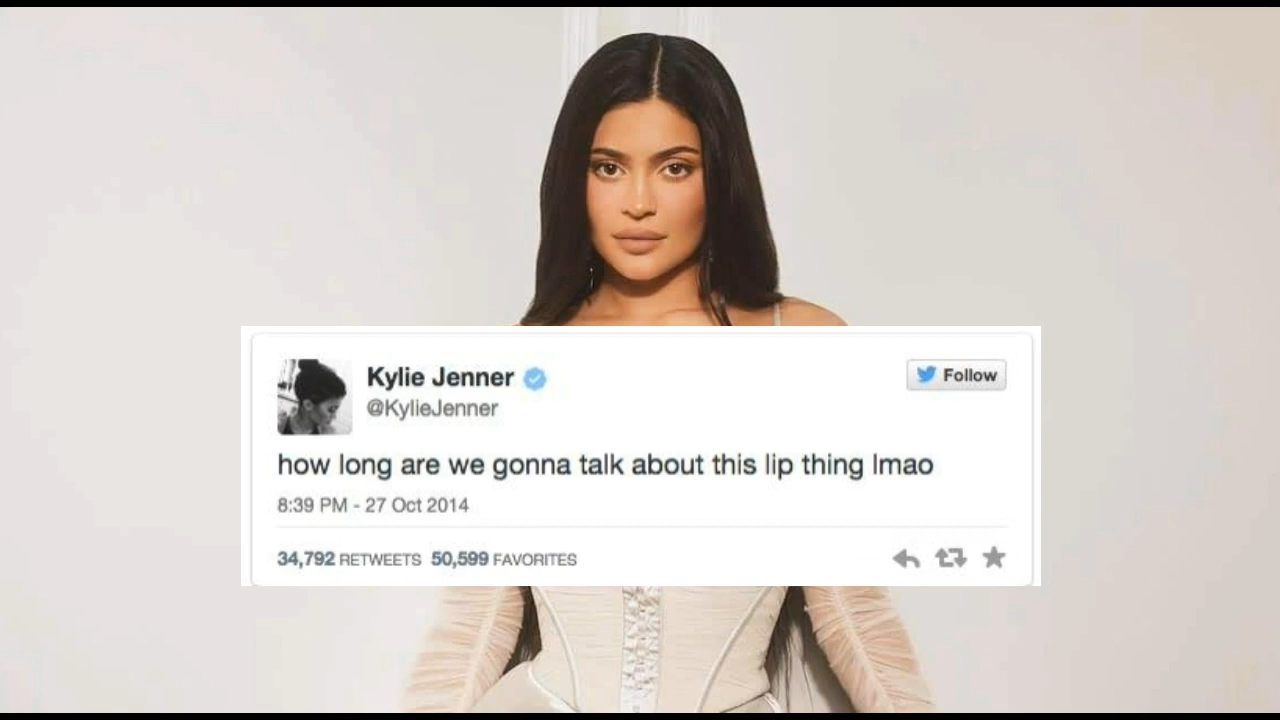 Kylie Jenner
Follow
@KylieJenner
how long are we gonna talk about this lip thing lmao
8:39 PM - 27 Oct 2014
34,792 RETWEETS 50,599 FAVORITES